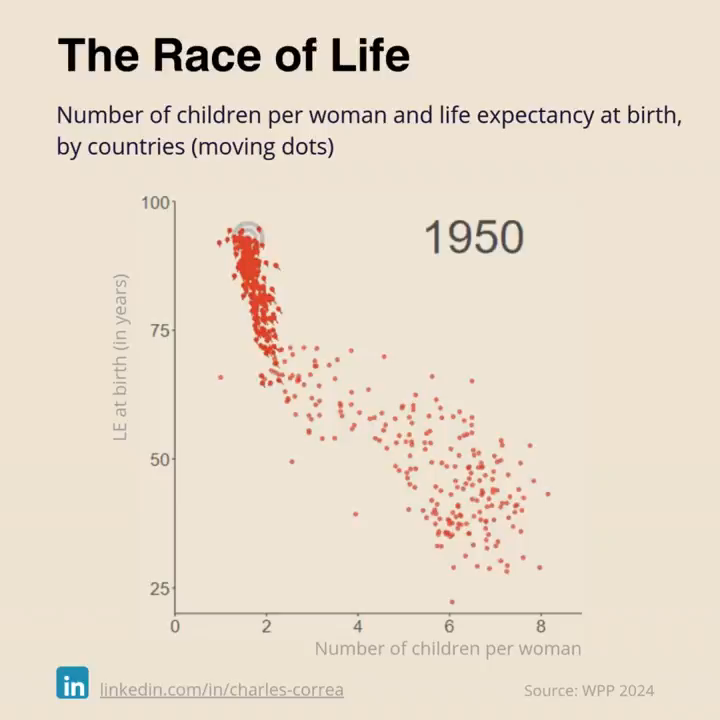 The Race of Life
Number of children per woman and life expectancy at birth,
by countries (moving dots)
1950
100
75
50
25
LE at birth (in years)
0 2 4 6 8
Number of children per woman
in linkedin.com/in/charles-correa
Source: WPP 2024